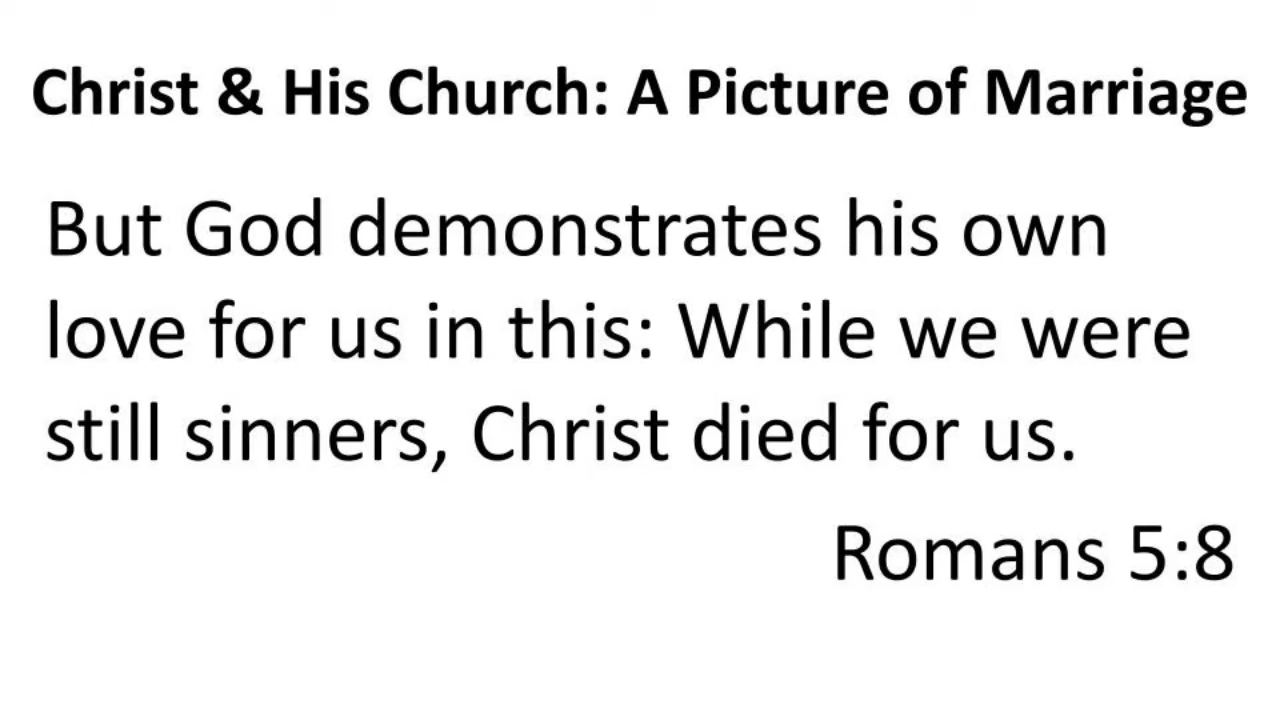 Christ & His Church: A Picture of Marriage
But God demonstrates his own
love for us in this: While we were
still sinners, Christ died for us.
Romans 5:8